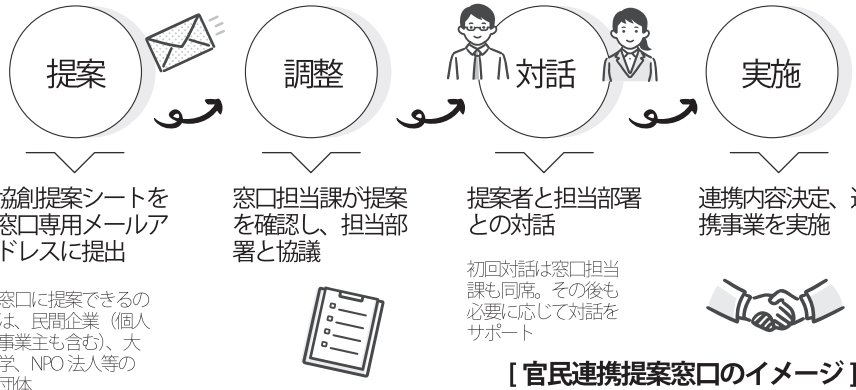 提案
調整
対話
実施
協創提案シートを
窓口専用メールア
ドレスに提出
窓口に提案できるの
は、民間企業（個人
事業主も含む）、大
学、NPO 法人等の
団体
窓口担当課が提案
を確認し、担当部
署と協議
提案者と担当部署
との対話
初回対話は窓口担当
課も同席。その後も
必要に応じて対話を
サポート
連携内容決定、連
携事業を実施
[ 官民連携提案窓口のイメージ ]